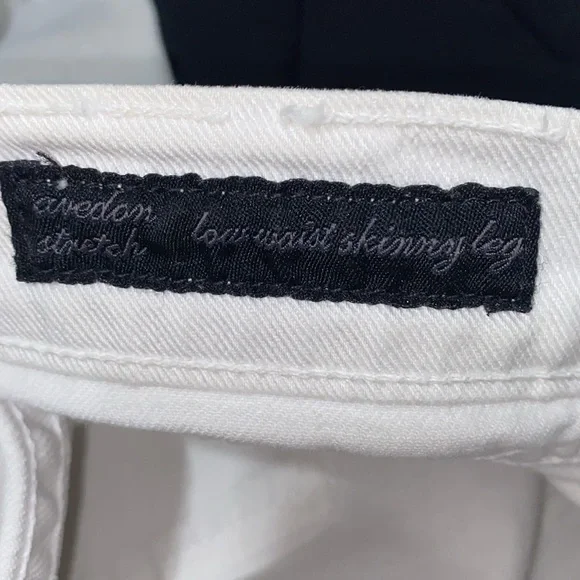 avedon
stretch
low waist skinny leg